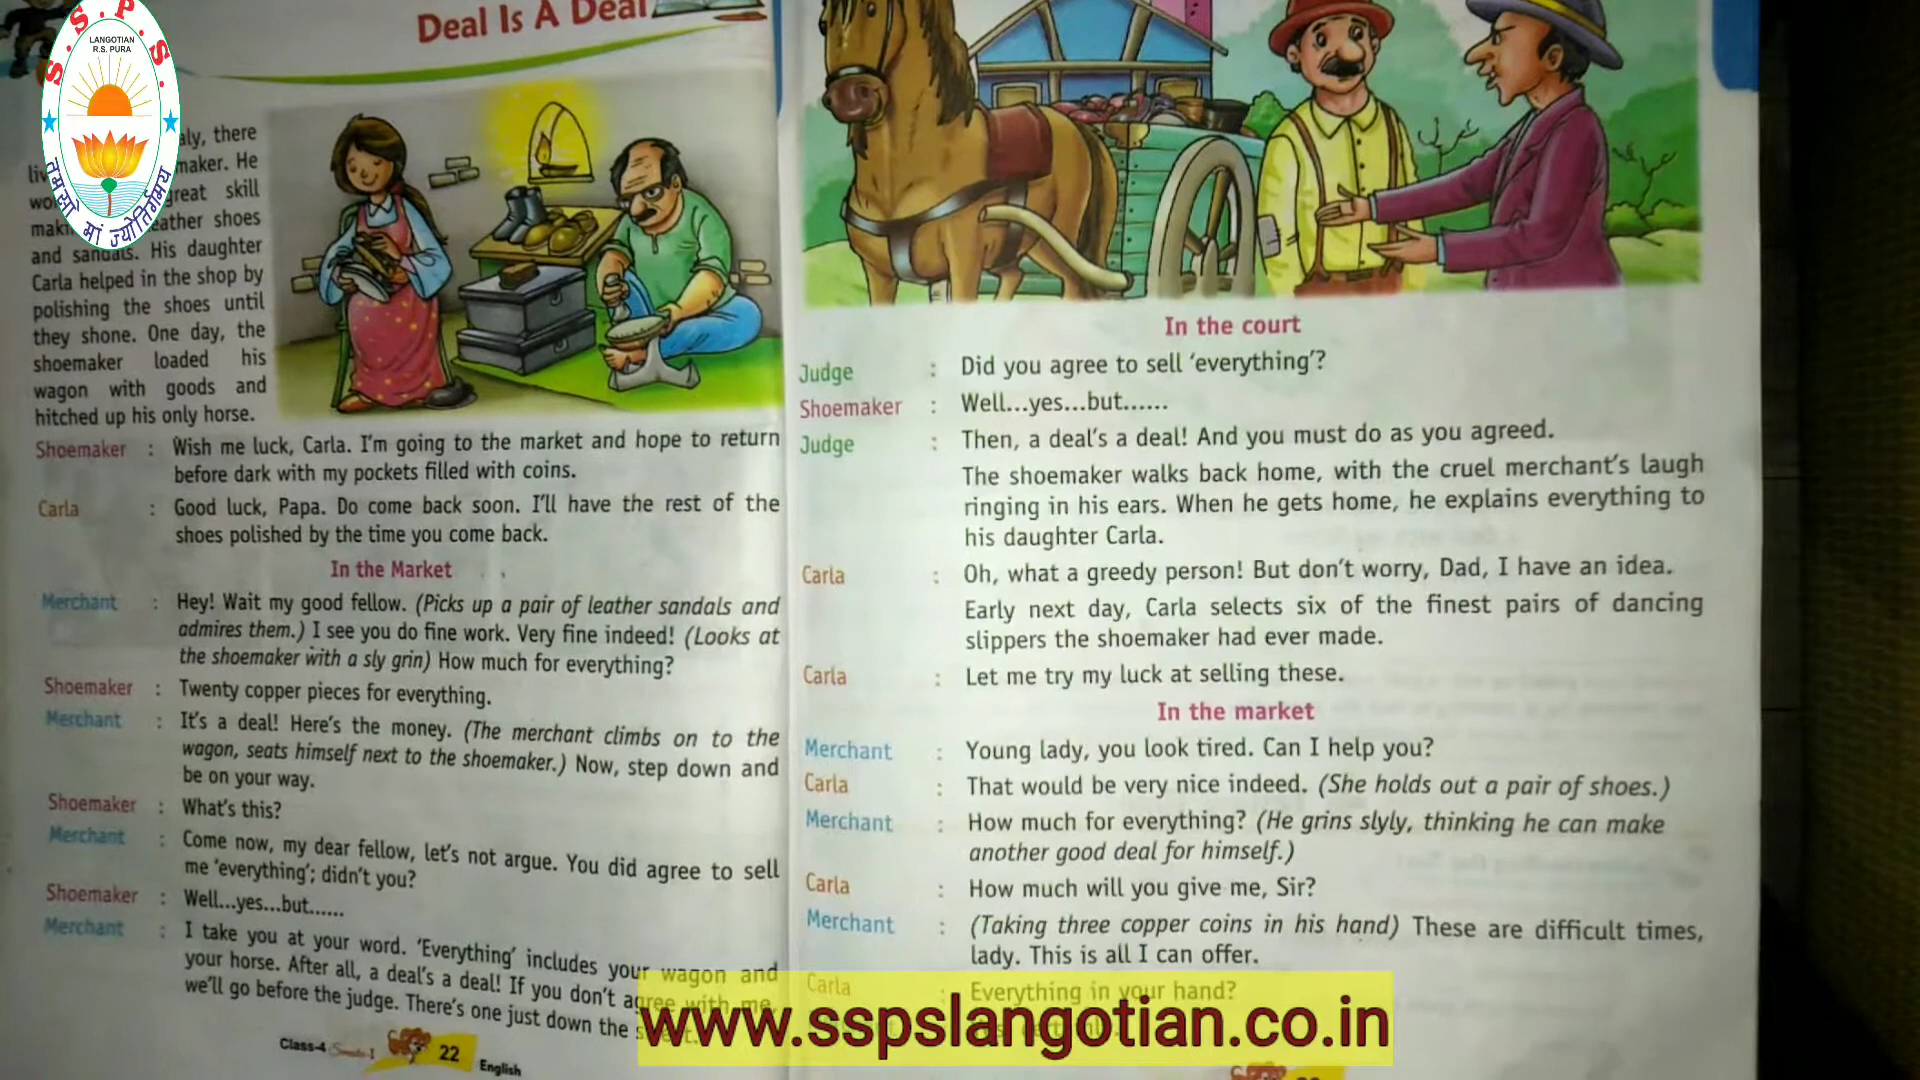 Deal Is A Deal
S.S.P.S.
LANGOTIAN
R.S. PURA
तमसो मां ज्योतिर्गमय
aly, there
maker. He
great skill
eather shoes
and sandals. His daughter
Carla helped in the shop by
polishing the shoes until
they shone. One day, the
shoemaker loaded his
wagon with goods and
hitched up his only horse.
Shoemaker : Wish me luck, Carla. I'm going to the market and hope to return
before dark with my pockets filled with coins.
Carla : Good luck, Papa. Do come back soon. I'll have the rest of the
shoes polished by the time you come back.
In the Market
Merchant : Hey! Wait my good fellow. (Picks up a pair of leather sandals and
admires them.) I see you do fine work. Very fine indeed! (Looks at
the shoemaker with a sly grin) How much for everything?
Shoemaker : Twenty copper pieces for everything.
Merchant : It's a deal! Here's the money. (The merchant climbs on to the
wagon, seats himself next to the shoemaker.) Now, step down and
be on your way.
Shoemaker : What's this?
Merchant : Come now, my dear fellow, let's not argue. You did agree to sell
me 'everything'; didn't you?
Shoemaker : Well...yes...but......
Merchant : I take you at your word. 'Everything' includes your wagon and
your horse. After all, a deal's a deal! If you don't agree with me,
we'll go before the judge. There's one just down the
Class-4 22 English
In the court
Judge : Did you agree to sell 'everything'?
Shoemaker : Well...yes...but......
Judge : Then, a deal's a deal! And you must do as you agreed.
The shoemaker walks back home, with the cruel merchant's laugh
ringing in his ears. When he gets home, he explains everything to
his daughter Carla.
Carla : Oh, what a greedy person! But don't worry, Dad, I have an idea.
Early next day, Carla selects six of the finest pairs of dancing
slippers the shoemaker had ever made.
Carla : Let me try my luck at selling these.
In the market
Merchant : Young lady, you look tired. Can I help you?
Carla : That would be very nice indeed. (She holds out a pair of shoes.)
Merchant : How much for everything? (He grins slyly, thinking he can make
another good deal for himself.)
Carla : How much will you give me, Sir?
Merchant : (Taking three copper coins in his hand) These are difficult times,
lady. This is all I can offer.
Carla : Everything in your hand?
www.sspslangotian.co.in